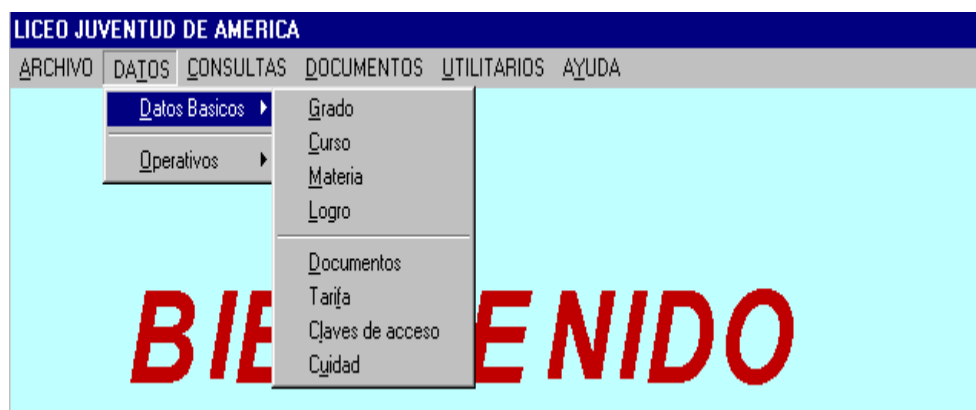 LICEO JUVENTUD DE AMERICA
ARCHIVO DATOS CONSULTAS DOCUMENTOS UTILITARIOS AYUDA
Datos Basicos
Operativos
Grado
Curso
Materia
Logro
Documentos
Tarifa
Claves de acceso
Cuidad
BIE ENIDO